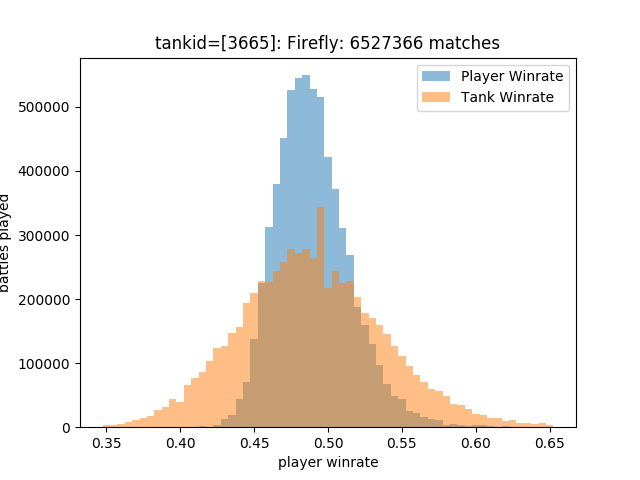 tankid=[3665]: Firefly: 6527366 matches
Player Winrate
Tank Winrate
battles played
500000
400000
300000
200000
100000
0
0.35 0.40 0.45 0.50 0.55 0.60 0.65
player winrate